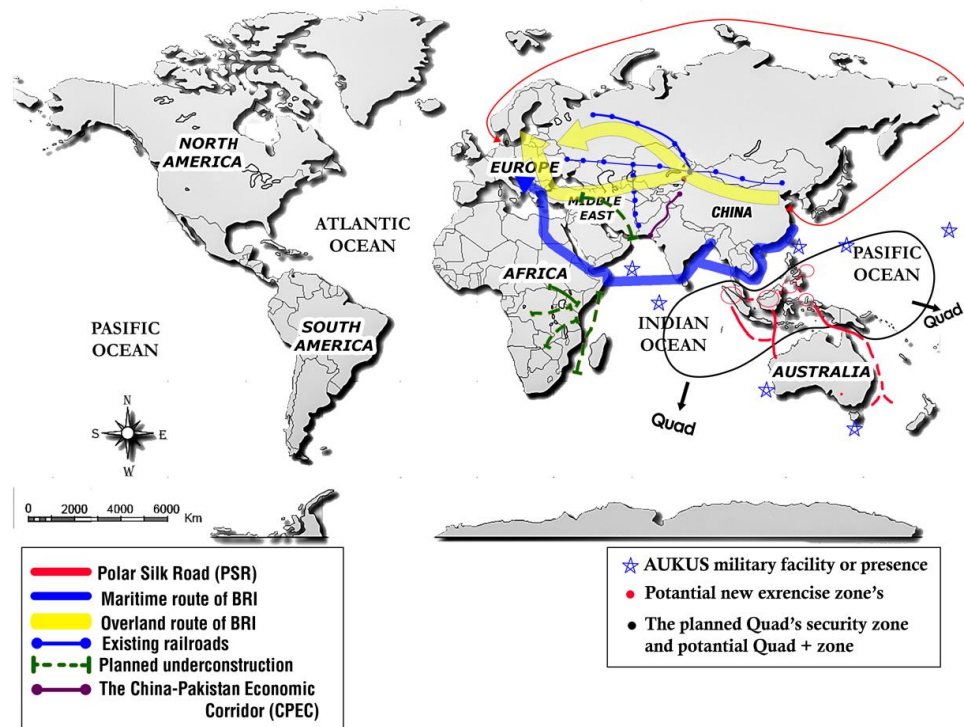 NORTH
AMERICA
ATLANTIC
OCEAN
EUROPE
MIDDLE
EAST
CHINA
PASIFIC
OCEAN
AFRICA
INDIAN
OCEAN
Quad
PASIFIC
OCEAN
SOUTH
AMERICA
AUSTRALIA
Quad
N
S E
W
0 2000 4000 6000 Km
Polar Silk Road (PSR)
Maritime route of BRI
Overland route of BRI
Existing railroads
Planned underconstruction
The China-Pakistan Economic
Corridor (CPEC)
AUKUS military facility or presence
Potantial new exrencise zone's
The planned Quad's security zone
and potential Quad + zone